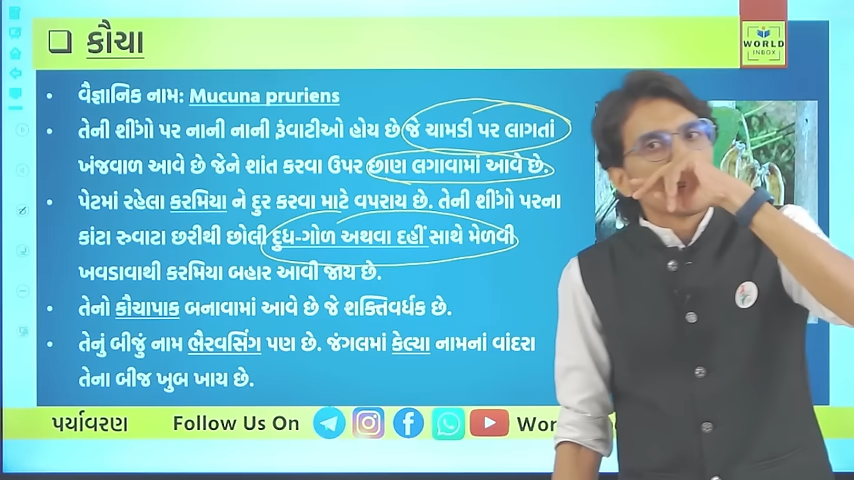 ❑ કૌચા
WORLD
INBOX
• વૈજ્ઞાનિક નામ: Mucuna pruriens
• તેની શીંગો પર નાની નાની રૂંવાટીઓ હોય છે જે ચામડી પર લાગતાં
ખંજવાળ આવે છે જેને શાંત કરવા ઉપર છાણ લગાવામાં આવે છે.
• પેટમાં રહેલા કરમિયા ને દુર કરવા માટે વપરાય છે. તેની શીંગો પરના
કાંટા રુવાટા છરીથી છોલી દુધ-ગોળ અથવા દહીં સાથે મેળવી
ખવડાવાથી કરમિયા બહાર આવી જાય છે.
• તેનો કૌચાપાક બનાવામાં આવે છે જે શક્તિવર્ધક છે.
• તેનું બીજું નામ ભૈરવસિંગ પણ છે. જંગલમાં કેલ્યા નામનાં વાંદરા
તેના બીજ ખુબ ખાય છે.
પર્યાવરણ Follow Us On